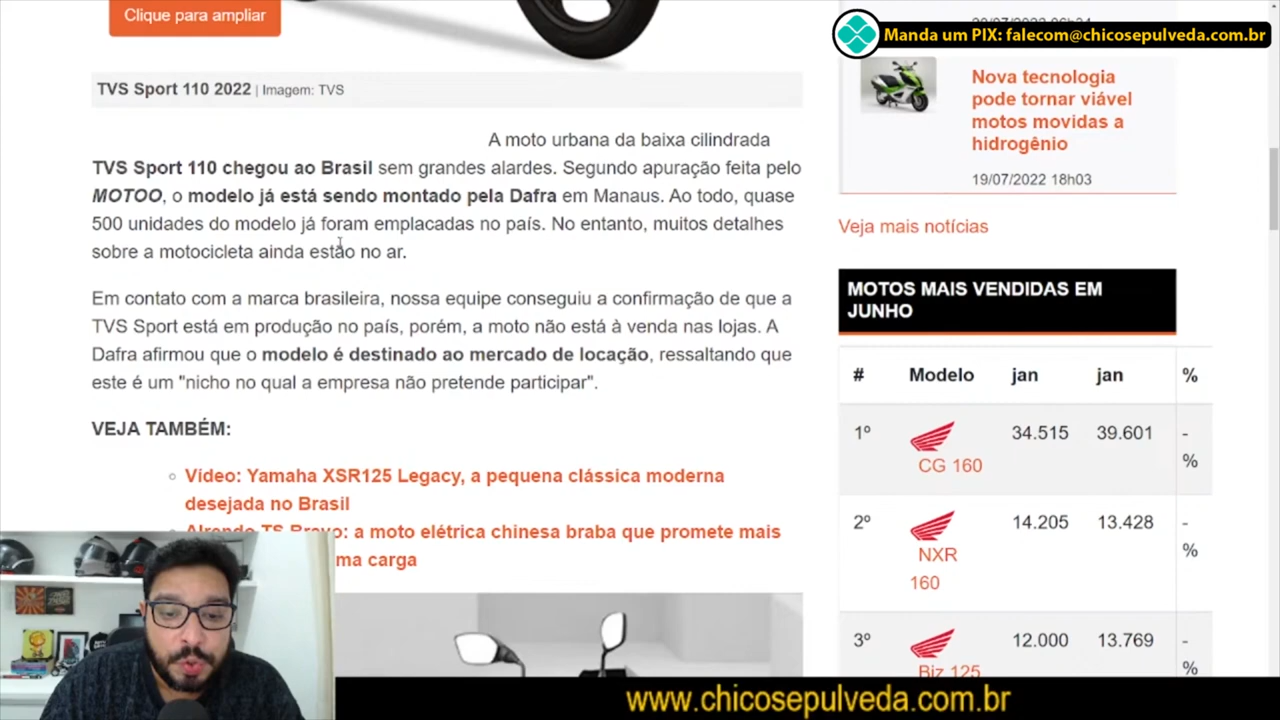 Clique para ampliar
TVS Sport 110 2022 | Imagem: TVS
A moto urbana da baixa cilindrada
TVS Sport 110 chegou ao Brasil sem grandes alardes. Segundo apuração feita pelo
MOTOO, o modelo já está sendo montado pela Dafra em Manaus. Ao todo, quase
500 unidades do modelo já foram emplacadas no país. No entanto, muitos detalhes
sobre a motocicleta ainda estão no ar.
Em contato com a marca brasileira, nossa equipe conseguiu a confirmação de que a
TVS Sport está em produção no país, porém, a moto não está à venda nas lojas. A
Dafra afirmou que o modelo é destinado ao mercado de locação, ressaltando que
este é um "nicho no qual a empresa não pretende participar".
VEJA TAMBÉM:
Vídeo: Yamaha XSR125 Legacy, a pequena clássica moderna
desejada no Brasil
a moto elétrica chinesa braba que promete mais
ma carga
Manda um PIX: falecom@chicosepulveda.com.br
Nova tecnologia
pode tornar viável
motos movidas a
hidrogênio
19/07/2022 18h03
Veja mais notícias
MOTOS MAIS VENDIDAS EM
JUNHO
# Modelo jan jan %
1º CG 160 34.515 39.601 - %
2º NXR 160 14.205 13.428 - %
3º Biz 125 12.000 13.769 - %
www.chicosepulveda.com.br